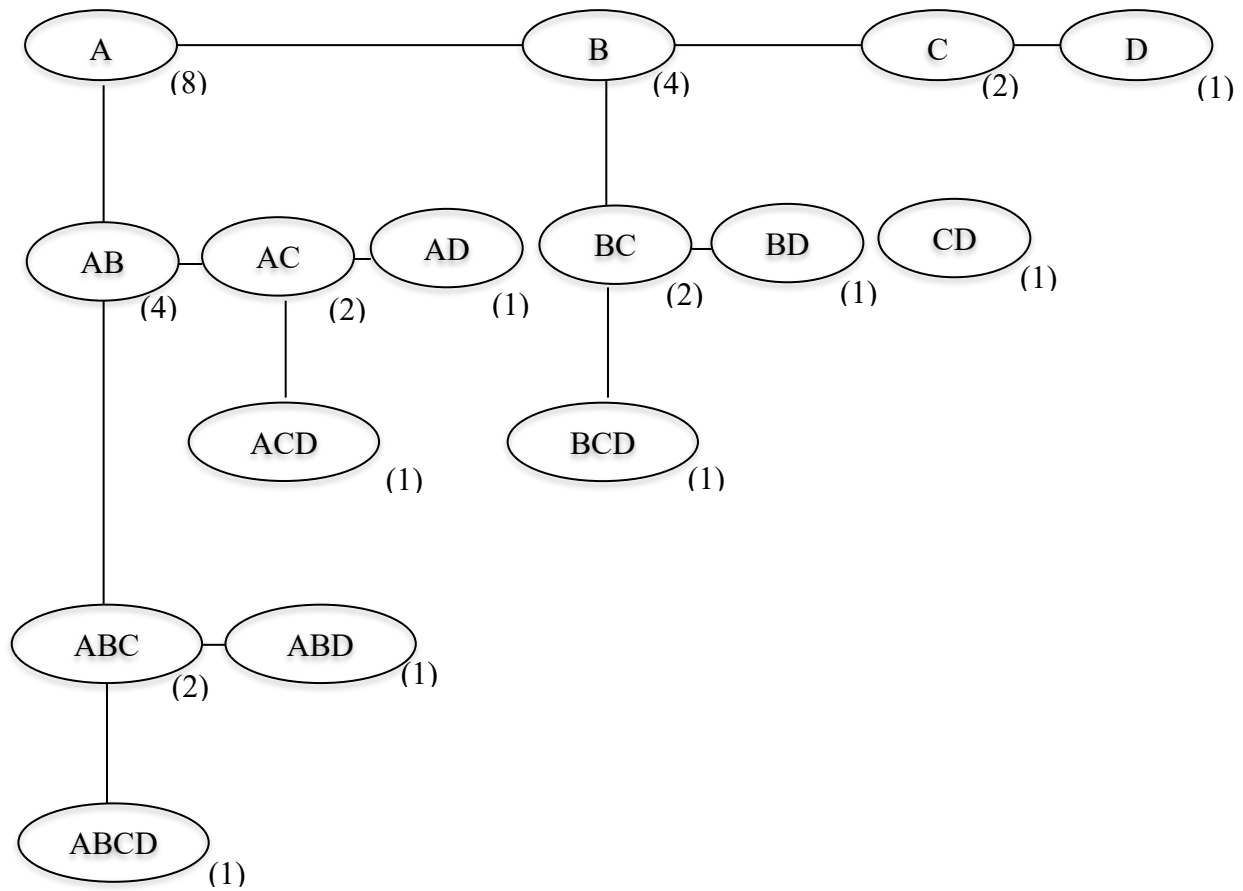 A B C D
(8) (4) (2) (1)
AB AC AD BC BD CD
(4) (2) (1) (2) (1) (1)
ACD BCD
(1) (1)
ABC ABD
(2) (1)
ABCD
(1)